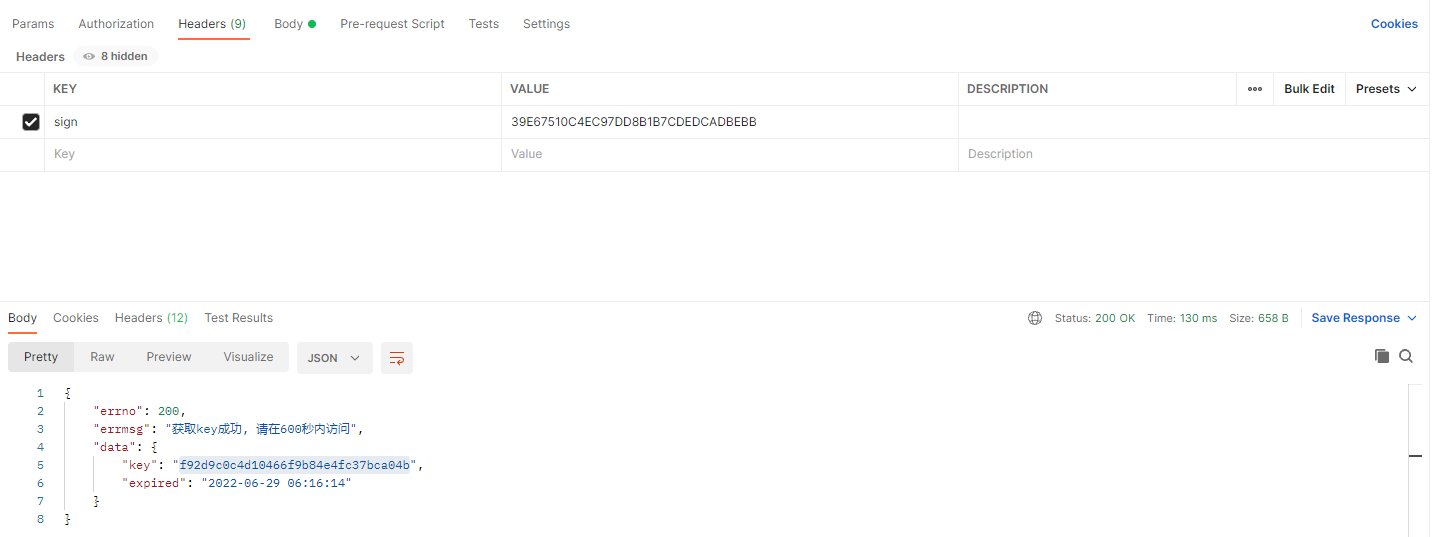 Params Authorization Headers (9) Body Pre-request Script Tests Settings Cookies
Headers 8 hidden
KEY VALUE DESCRIPTION Bulk Edit Presets
sign 39E67510C4EC97DD8B1B7CDEDCADBEBB
Key Value Description
Body Cookies Headers (12) Test Results Status: 200 OK Time: 130 ms Size: 658 B Save Response
Pretty Raw Preview Visualize JSON
1 {
2 "errno": 200,
3 "errmsg": "获取key成功, 请在600秒内访问",
4 "data": {
5 "key": "f92d9c0c4d10466f9b84e4fc37bca04b",
6 "expired": "2022-06-29 06:16:14"
7 }
8 }